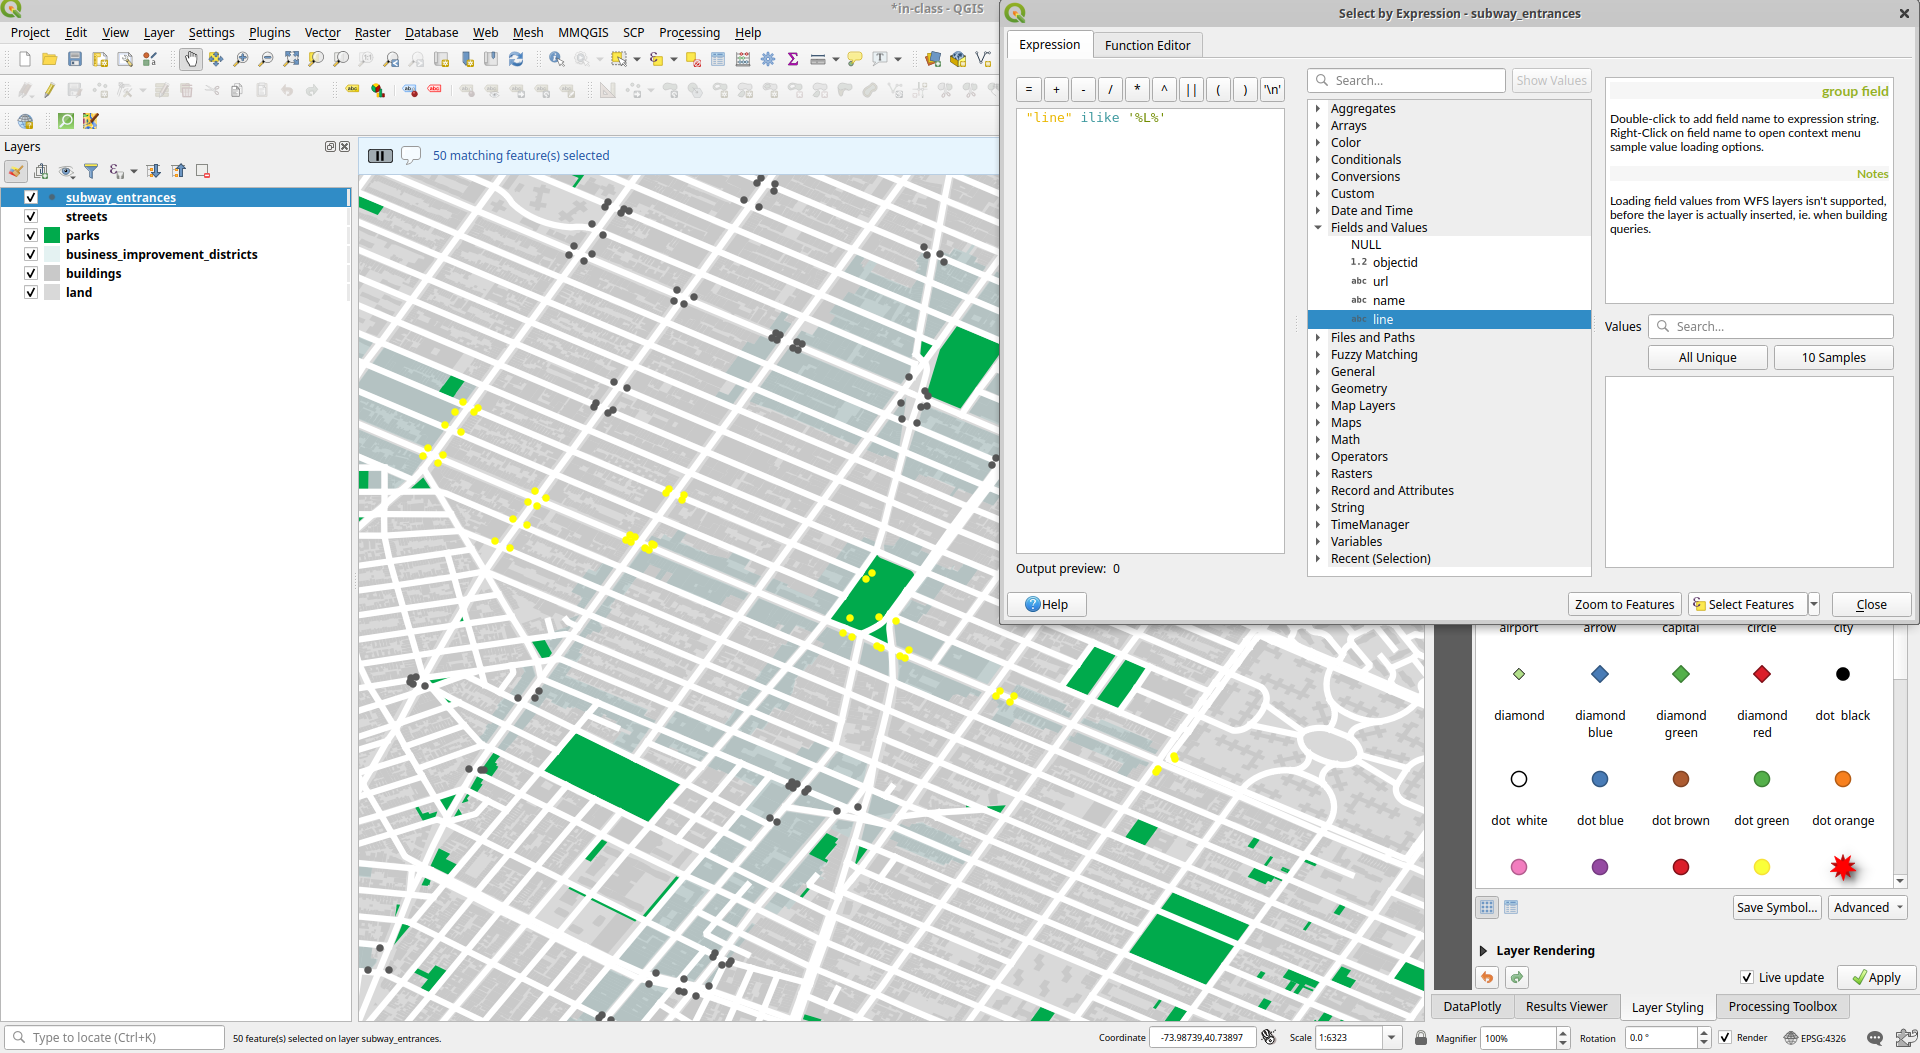 *in-class - QGIS
Project Edit View Layer Settings Plugins Vector Raster Database Web Mesh MMQGIS SCP Processing Help
Layers
subway_entrances
streets
parks
business_improvement_districts
buildings
land
50 matching feature(s) selected
Select by Expression - subway_entrances
Expression
Function Editor
= + - / * ^ || ( ) '\n'
"line" ilike '%L%'
Output preview: 0
Search...
Show Values
Aggregates
Arrays
Color
Conditionals
Conversions
Custom
Date and Time
Fields and Values
NULL
1.2 objectid
abc url
abc name
abc line
Files and Paths
Fuzzy Matching
General
Geometry
Map Layers
Maps
Math
Operators
Rasters
Record and Attributes
String
TimeManager
Variables
Recent (Selection)
group field
Double-click to add field name to expression string.
Right-Click on field name to open context menu
sample value loading options.
Notes
Loading field values from WFS layers isn't supported,
before the layer is actually inserted, ie. when building
queries.
Values
Search...
All Unique
10 Samples
Help
Zoom to Features
Select Features
Close
airport arrow capital circle city
diamond diamond blue diamond green diamond red dot black
dot white dot blue dot brown dot green dot orange
Save Symbol...
Advanced
Layer Rendering
Live update
Apply
DataPlotly
Results Viewer
Layer Styling
Processing Toolbox
Type to locate (Ctrl+K)
50 feature(s) selected on layer subway_entrances.
Coordinate -73.98739,40.73897
Scale 1:6323
Magnifier 100%
Rotation 0.0 °
Render
EPSG:4326